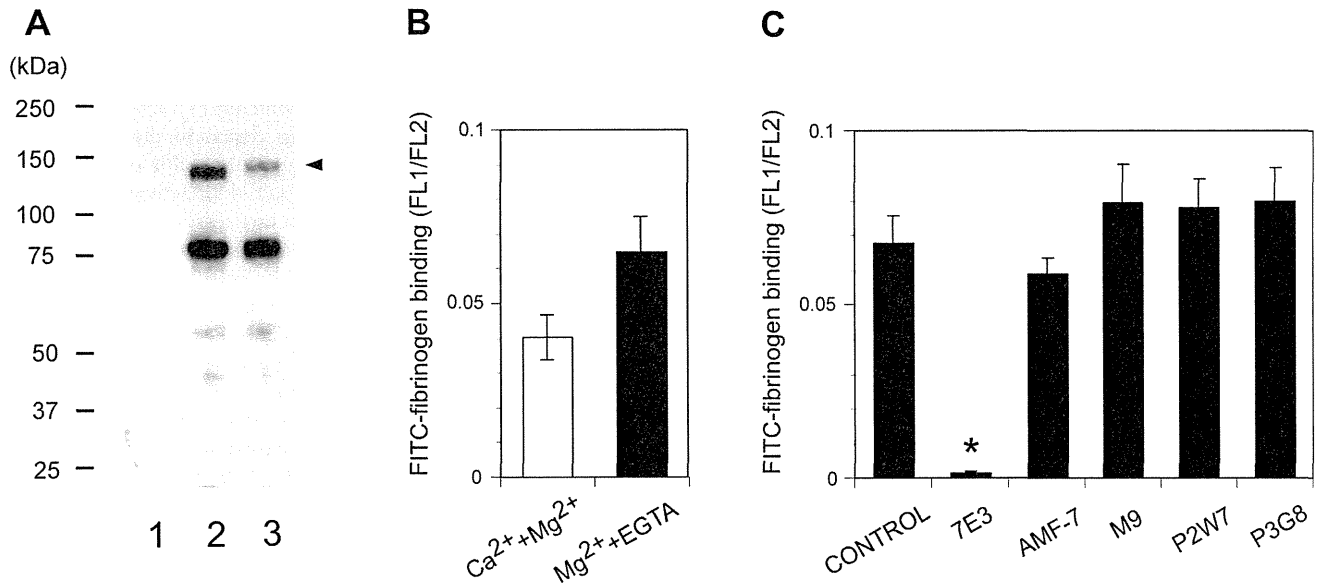 A
(kDa)
250
150
100
75
50
37
25
1 2 3
B
FITC-fibrinogen binding (FL1/FL2)
0.1
0.05
0
Ca2++Mg2+
Mg2++EGTA
C
FITC-fibrinogen binding (FL1/FL2)
0.1
0.05
0
*
CONTROL
7E3
AMF-7
M9
P2W7
P3G8